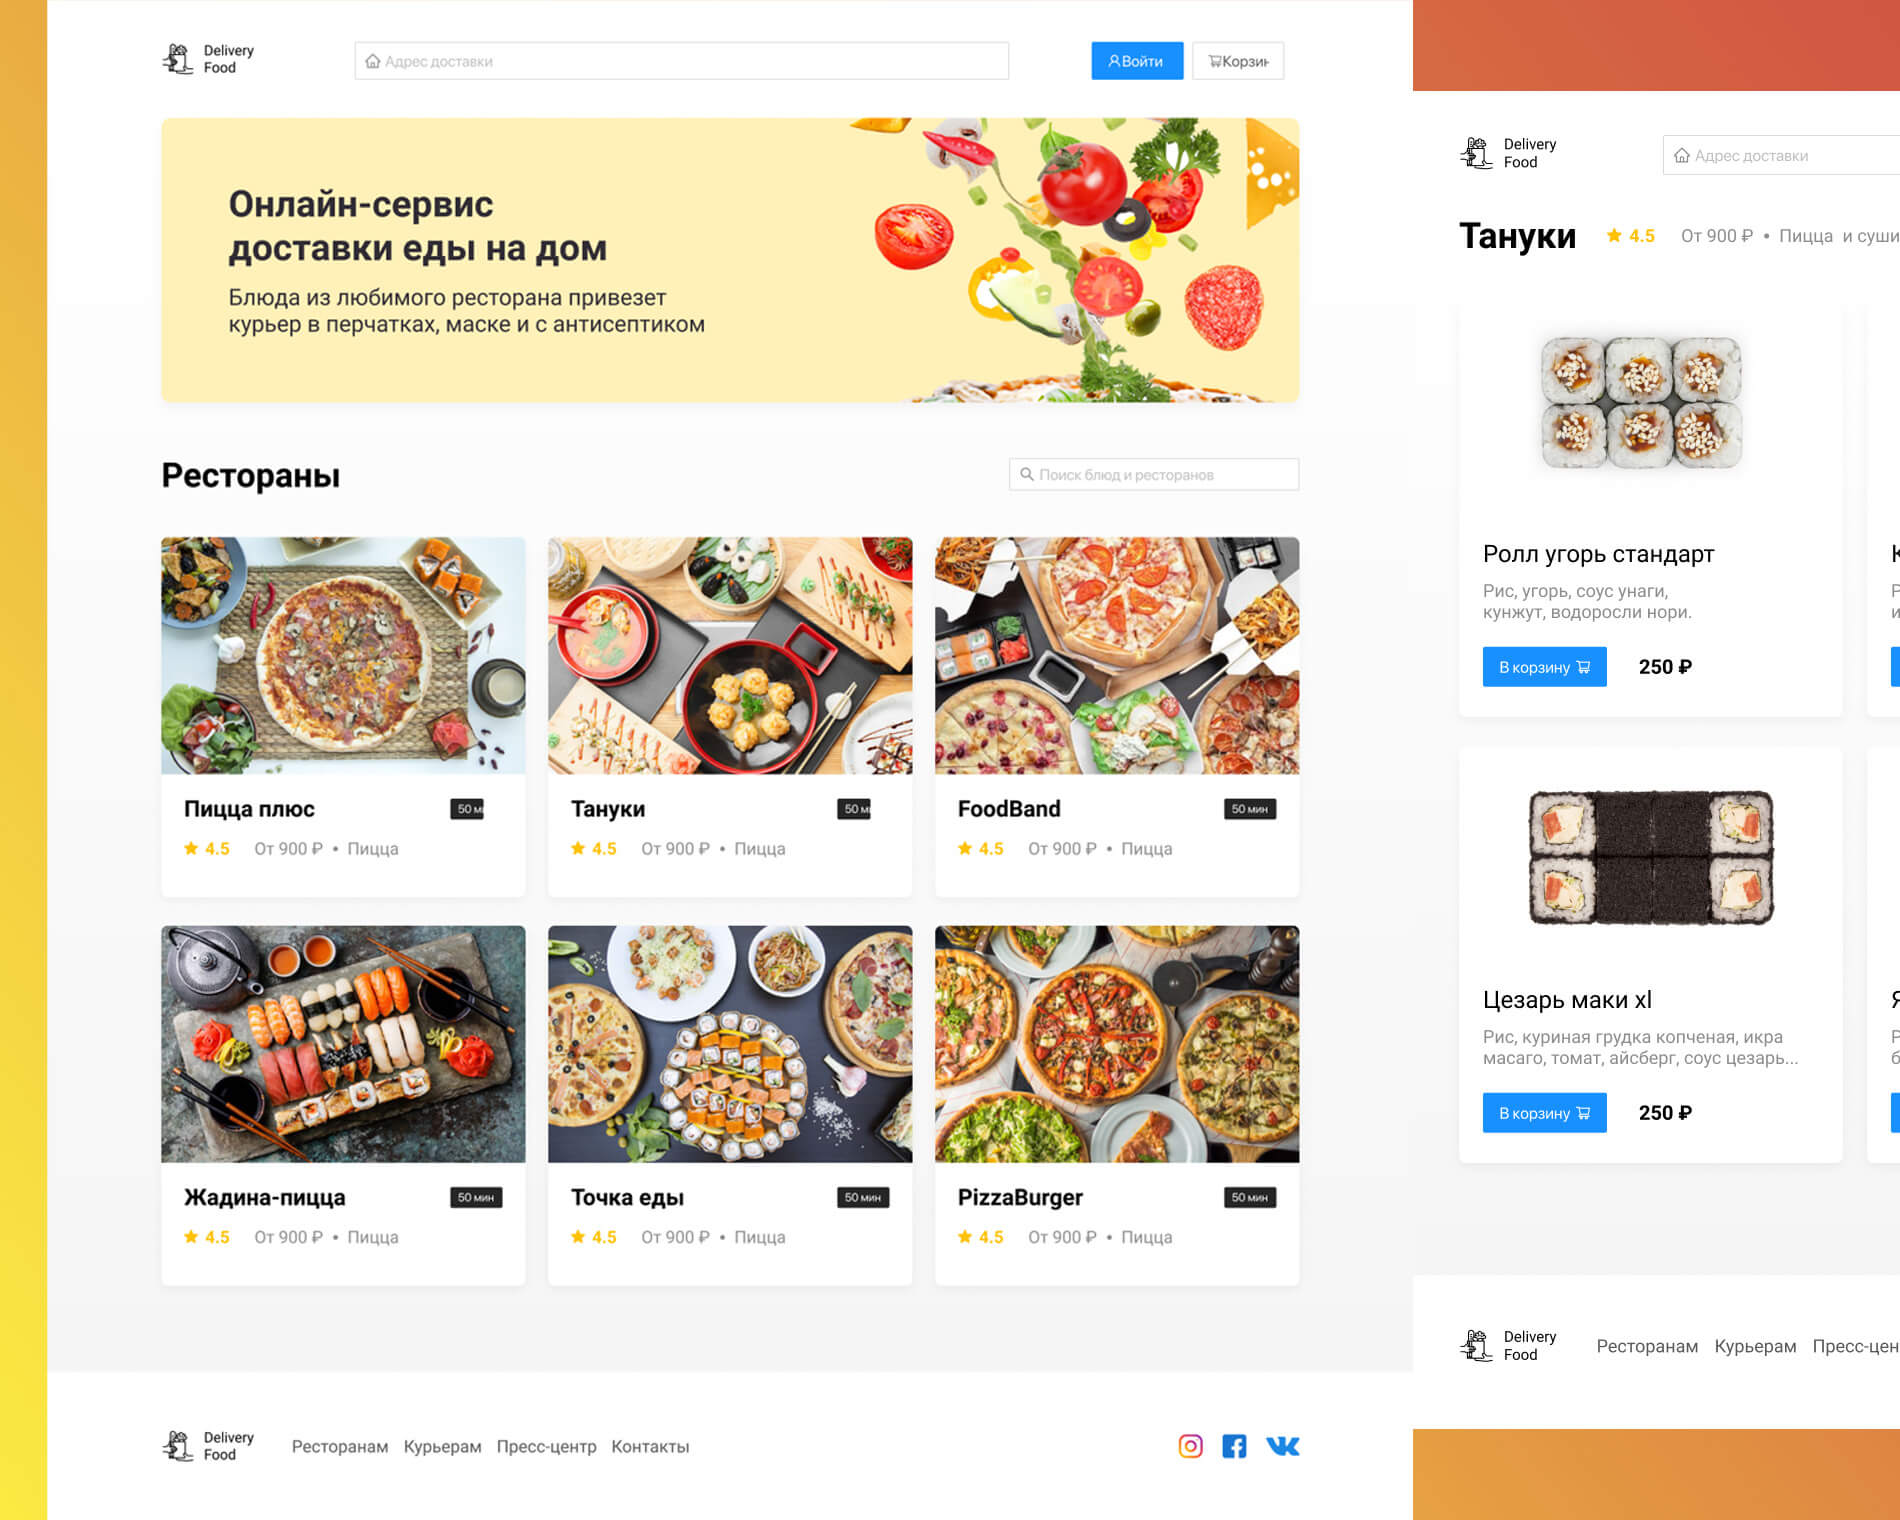 Delivery
Food
Адрес доставки
Войти
Корзин
Онлайн-сервис
доставки еды на дом
Блюда из любимого ресторана привезет
курьер в перчатках, маске и с антисептиком
Рестораны
Поиск блюд и ресторанов
Пицца плюс
50 м
4.5 От 900 ₽ • Пицца
Тануки
50 м
4.5 От 900 ₽ • Пицца
FoodBand
50 мин
4.5 От 900 ₽ • Пицца
Жадина-пицца
50 мин
4.5 От 900 ₽ • Пицца
Точка еды
50 мин
4.5 От 900 ₽ • Пицца
PizzaBurger
50 мин
4.5 От 900 ₽ • Пицца
Delivery
Food
Ресторанам Курьерам Пресс-центр Контакты
Delivery
Food
Адрес доставки
Тануки 4.5 От 900 ₽ • Пицца и суши
Ролл угорь стандарт
Рис, угорь, соус унаги,
кунжут, водоросли нори.
В корзину 250 ₽
Цезарь маки xl
Рис, куриная грудка копченая, икра
масаго, томат, айсберг, соус цезарь...
В корзину 250 ₽
Delivery
Food
Ресторанам Курьерам Пресс-цен